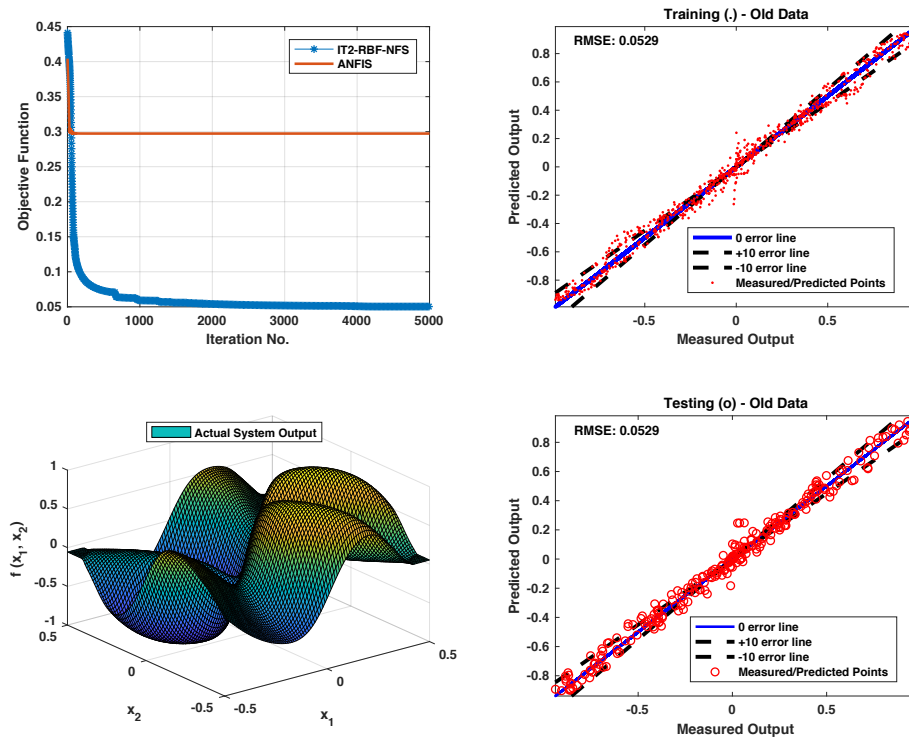 0.45
0.4
0.35
0.3
0.25
0.2
0.15
0.1
0.05
Objective Function
IT2-RBF-NFS
ANFIS
0 1000 2000 3000 4000 5000
Iteration No.
Training (.) - Old Data
RMSE: 0.0529
0.8
0.6
0.4
0.2
0
-0.2
-0.4
-0.6
-0.8
Predicted Output
0 error line
+10 error line
-10 error line
Measured/Predicted Points
-0.5 0 0.5
Measured Output
Actual System Output
1
0.5
0
-0.5
-1
f (x1, x2)
0.5
0
-0.5
x2
-0.5
0
0.5
x1
Testing (o) - Old Data
RMSE: 0.0529
0.8
0.6
0.4
0.2
0
-0.2
-0.4
-0.6
-0.8
Predicted Output
0 error line
+10 error line
-10 error line
Measured/Predicted Points
-0.5 0 0.5
Measured Output